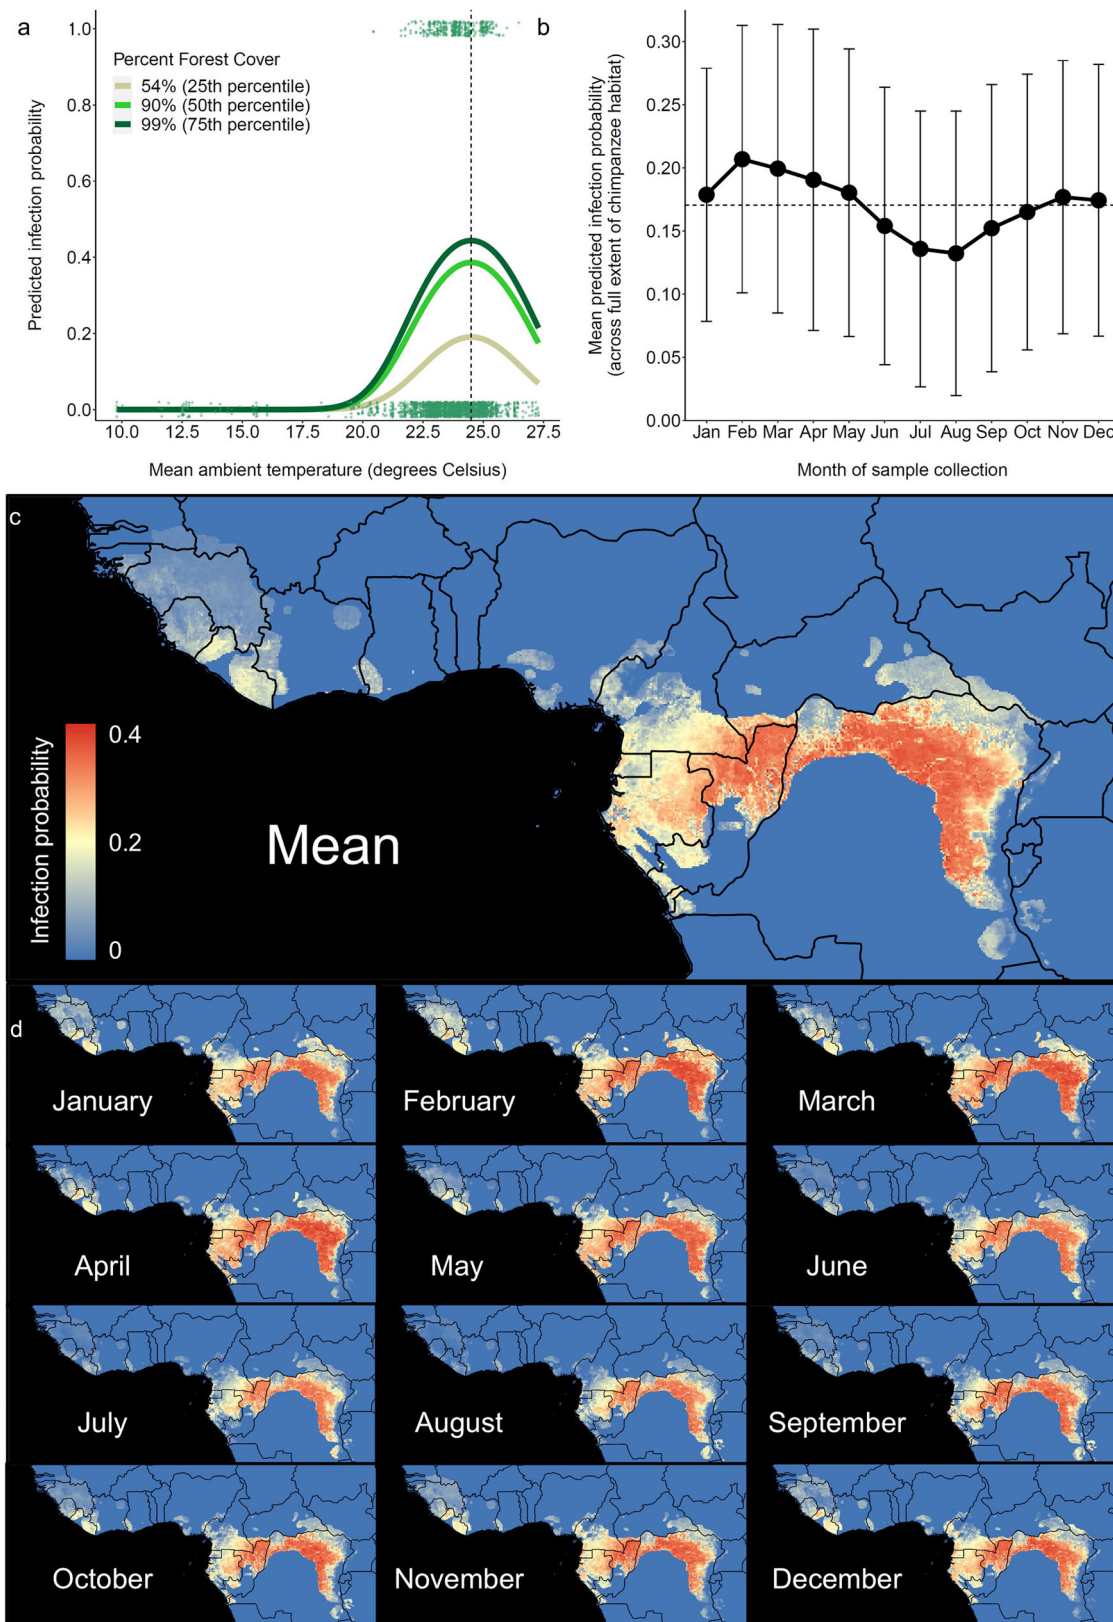 a
Predicted infection probability
1.0
0.8
0.6
0.4
0.2
0.0
Percent Forest Cover
54% (25th percentile)
90% (50th percentile)
99% (75th percentile)
10.0 12.5 15.0 17.5 20.0 22.5 25.0 27.5
Mean ambient temperature (degrees Celsius)
b
Mean predicted infection probability
(across full extent of chimpanzee habitat)
0.30
0.25
0.20
0.15
0.10
0.05
0.00
Jan Feb Mar Apr May Jun Jul Aug Sep Oct Nov Dec
Month of sample collection
c
Infection probability
0.4
0.2
0
Mean
d
January
February
March
April
May
June
July
August
September
October
November
December